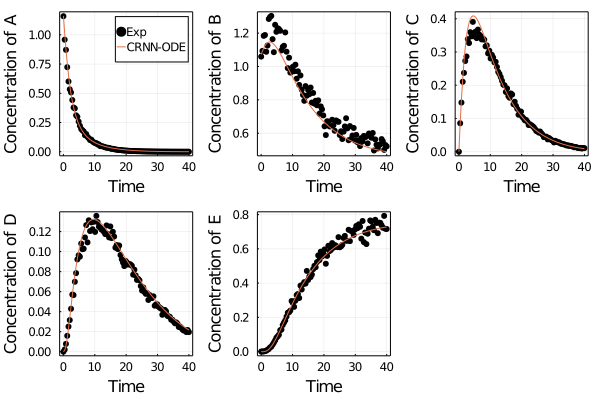 Concentration of A
1.00
0.75
0.50
0.25
0.00
Exp
CRNN-ODE
0 10 20 30 40
Time
Concentration of B
1.2
1.0
0.8
0.6
0 10 20 30 40
Time
Concentration of C
0.4
0.3
0.2
0.1
0.0
0 10 20 30 40
Time
Concentration of D
0.12
0.10
0.08
0.06
0.04
0.02
0.00
0 10 20 30 40
Time
Concentration of E
0.8
0.6
0.4
0.2
0.0
0 10 20 30 40
Time